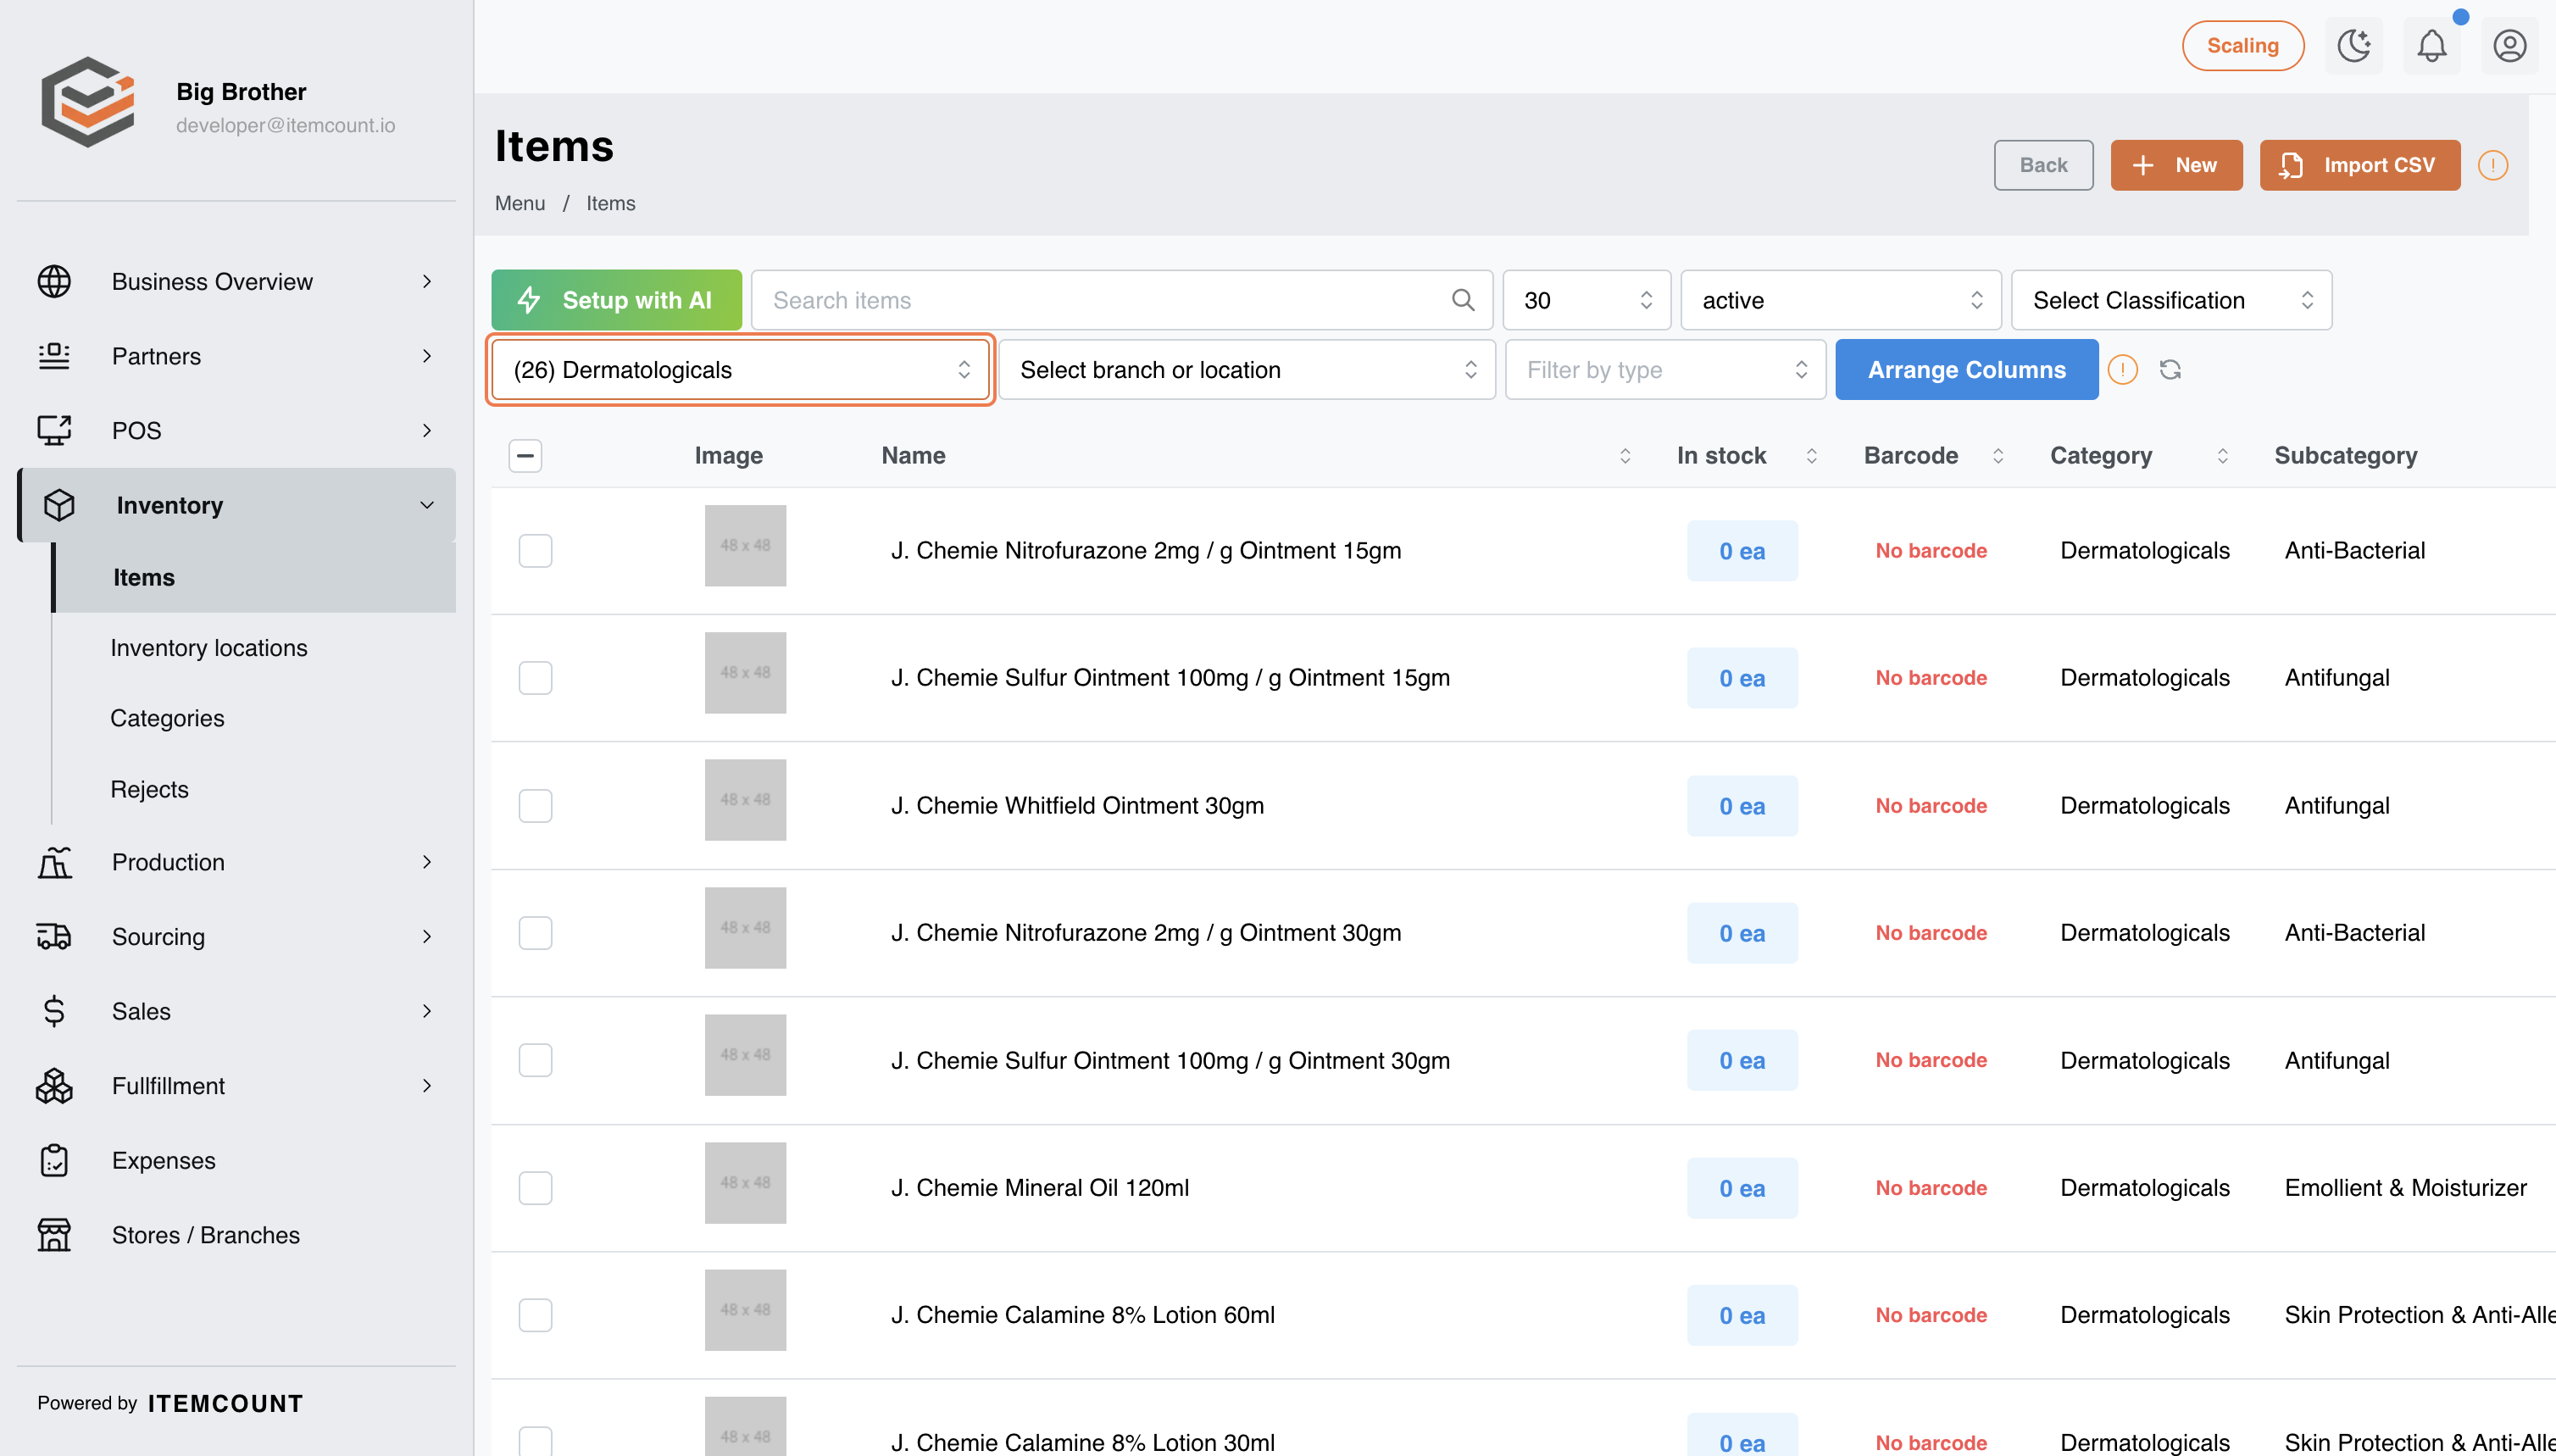 Big Brother
developer@itemcount.io
Business Overview
Partners
POS
Inventory
Items
Inventory locations
Categories
Rejects
Production
Sourcing
Sales
Fullfillment
Expenses
Stores / Branches
Powered by ITEMCOUNT
Scaling
Items
Menu / Items
Back
New
Import CSV
Setup with AI
Search items
30
active
Select Classification
(26) Dermatologicals
Select branch or location
Filter by type
Arrange Columns
Image Name In stock Barcode Category Subcategory
48 x 48 J. Chemie Nitrofurazone 2mg / g Ointment 15gm 0 ea No barcode Dermatologicals Anti-Bacterial
48 x 48 J. Chemie Sulfur Ointment 100mg / g Ointment 15gm 0 ea No barcode Dermatologicals Antifungal
48 x 48 J. Chemie Whitfield Ointment 30gm 0 ea No barcode Dermatologicals Antifungal
48 x 48 J. Chemie Nitrofurazone 2mg / g Ointment 30gm 0 ea No barcode Dermatologicals Anti-Bacterial
48 x 48 J. Chemie Sulfur Ointment 100mg / g Ointment 30gm 0 ea No barcode Dermatologicals Antifungal
48 x 48 J. Chemie Mineral Oil 120ml 0 ea No barcode Dermatologicals Emollient & Moisturizer
48 x 48 J. Chemie Calamine 8% Lotion 60ml 0 ea No barcode Dermatologicals Skin Protection & Anti-Alle
48 x 48 J. Chemie Calamine 8% Lotion 30ml 0 ea No barcode Dermatologicals Skin Protection & Anti-Alle